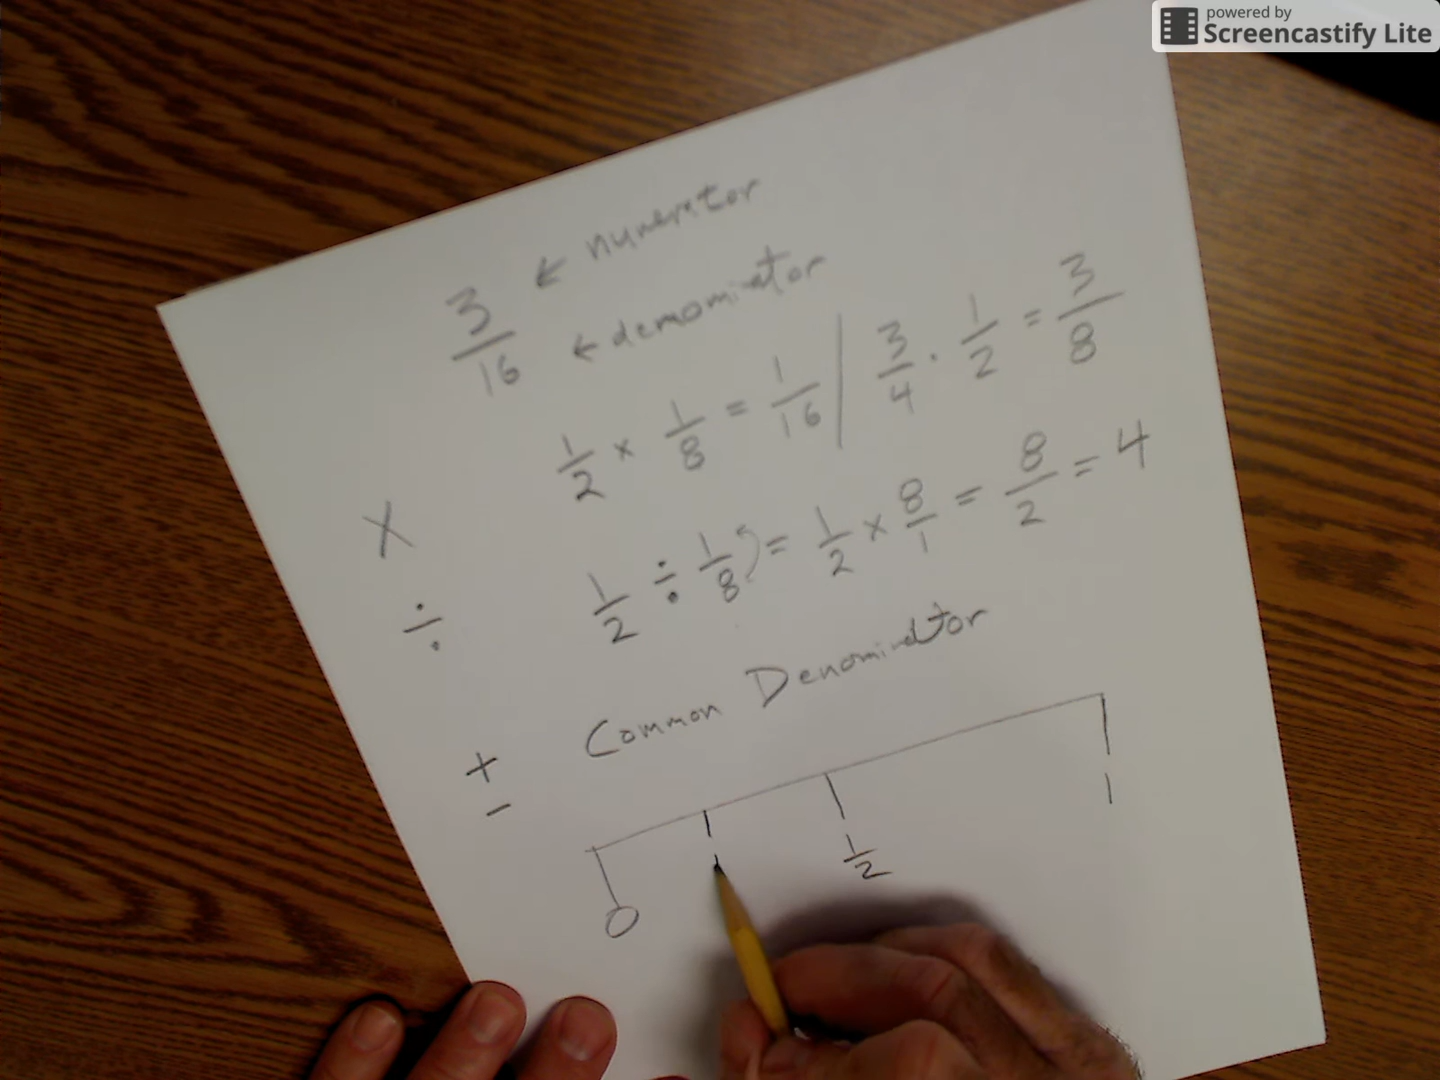 powered by
Screencastify Lite
3/16 ← numerator
← denominator
1/2 × 1/8 = 1/16 | 3/4 · 1/2 = 3/8
×
÷ 1/2 ÷ 1/8 = 1/2 × 8/1 = 8/2 = 4
Common Denominator
+
−
0 1/2 1